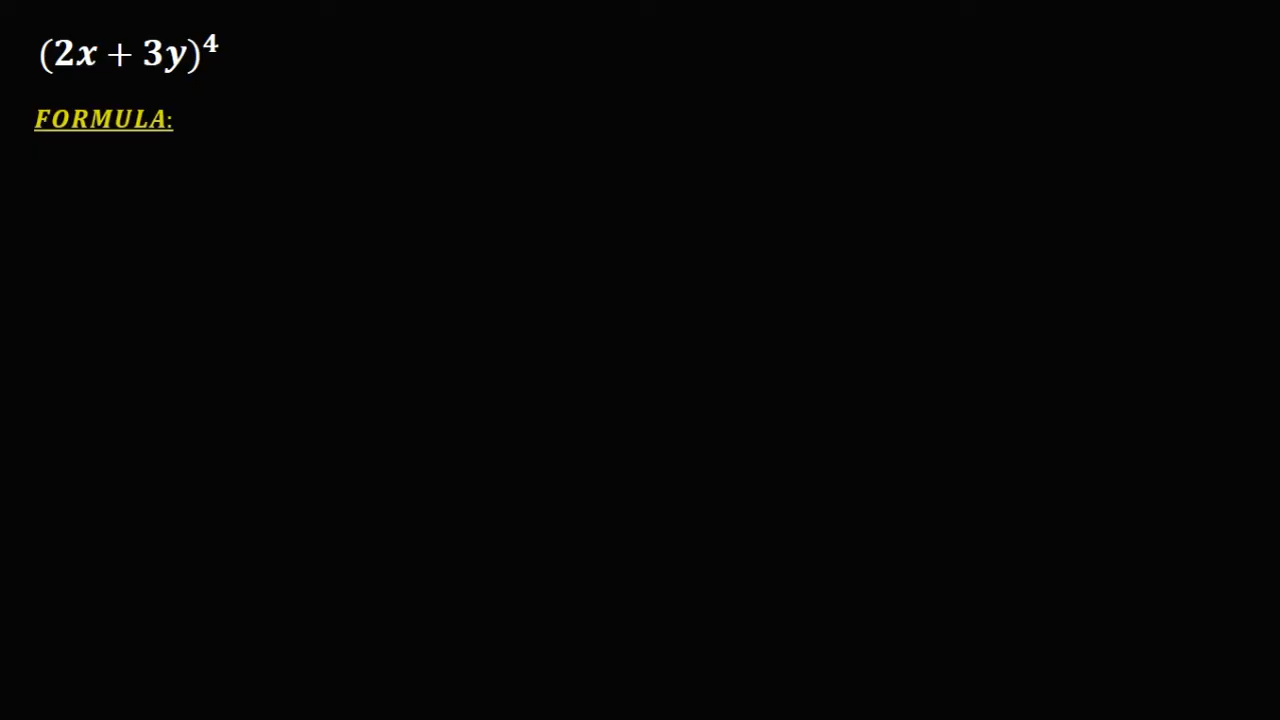 (2x + 3y)⁴
FORMULA: